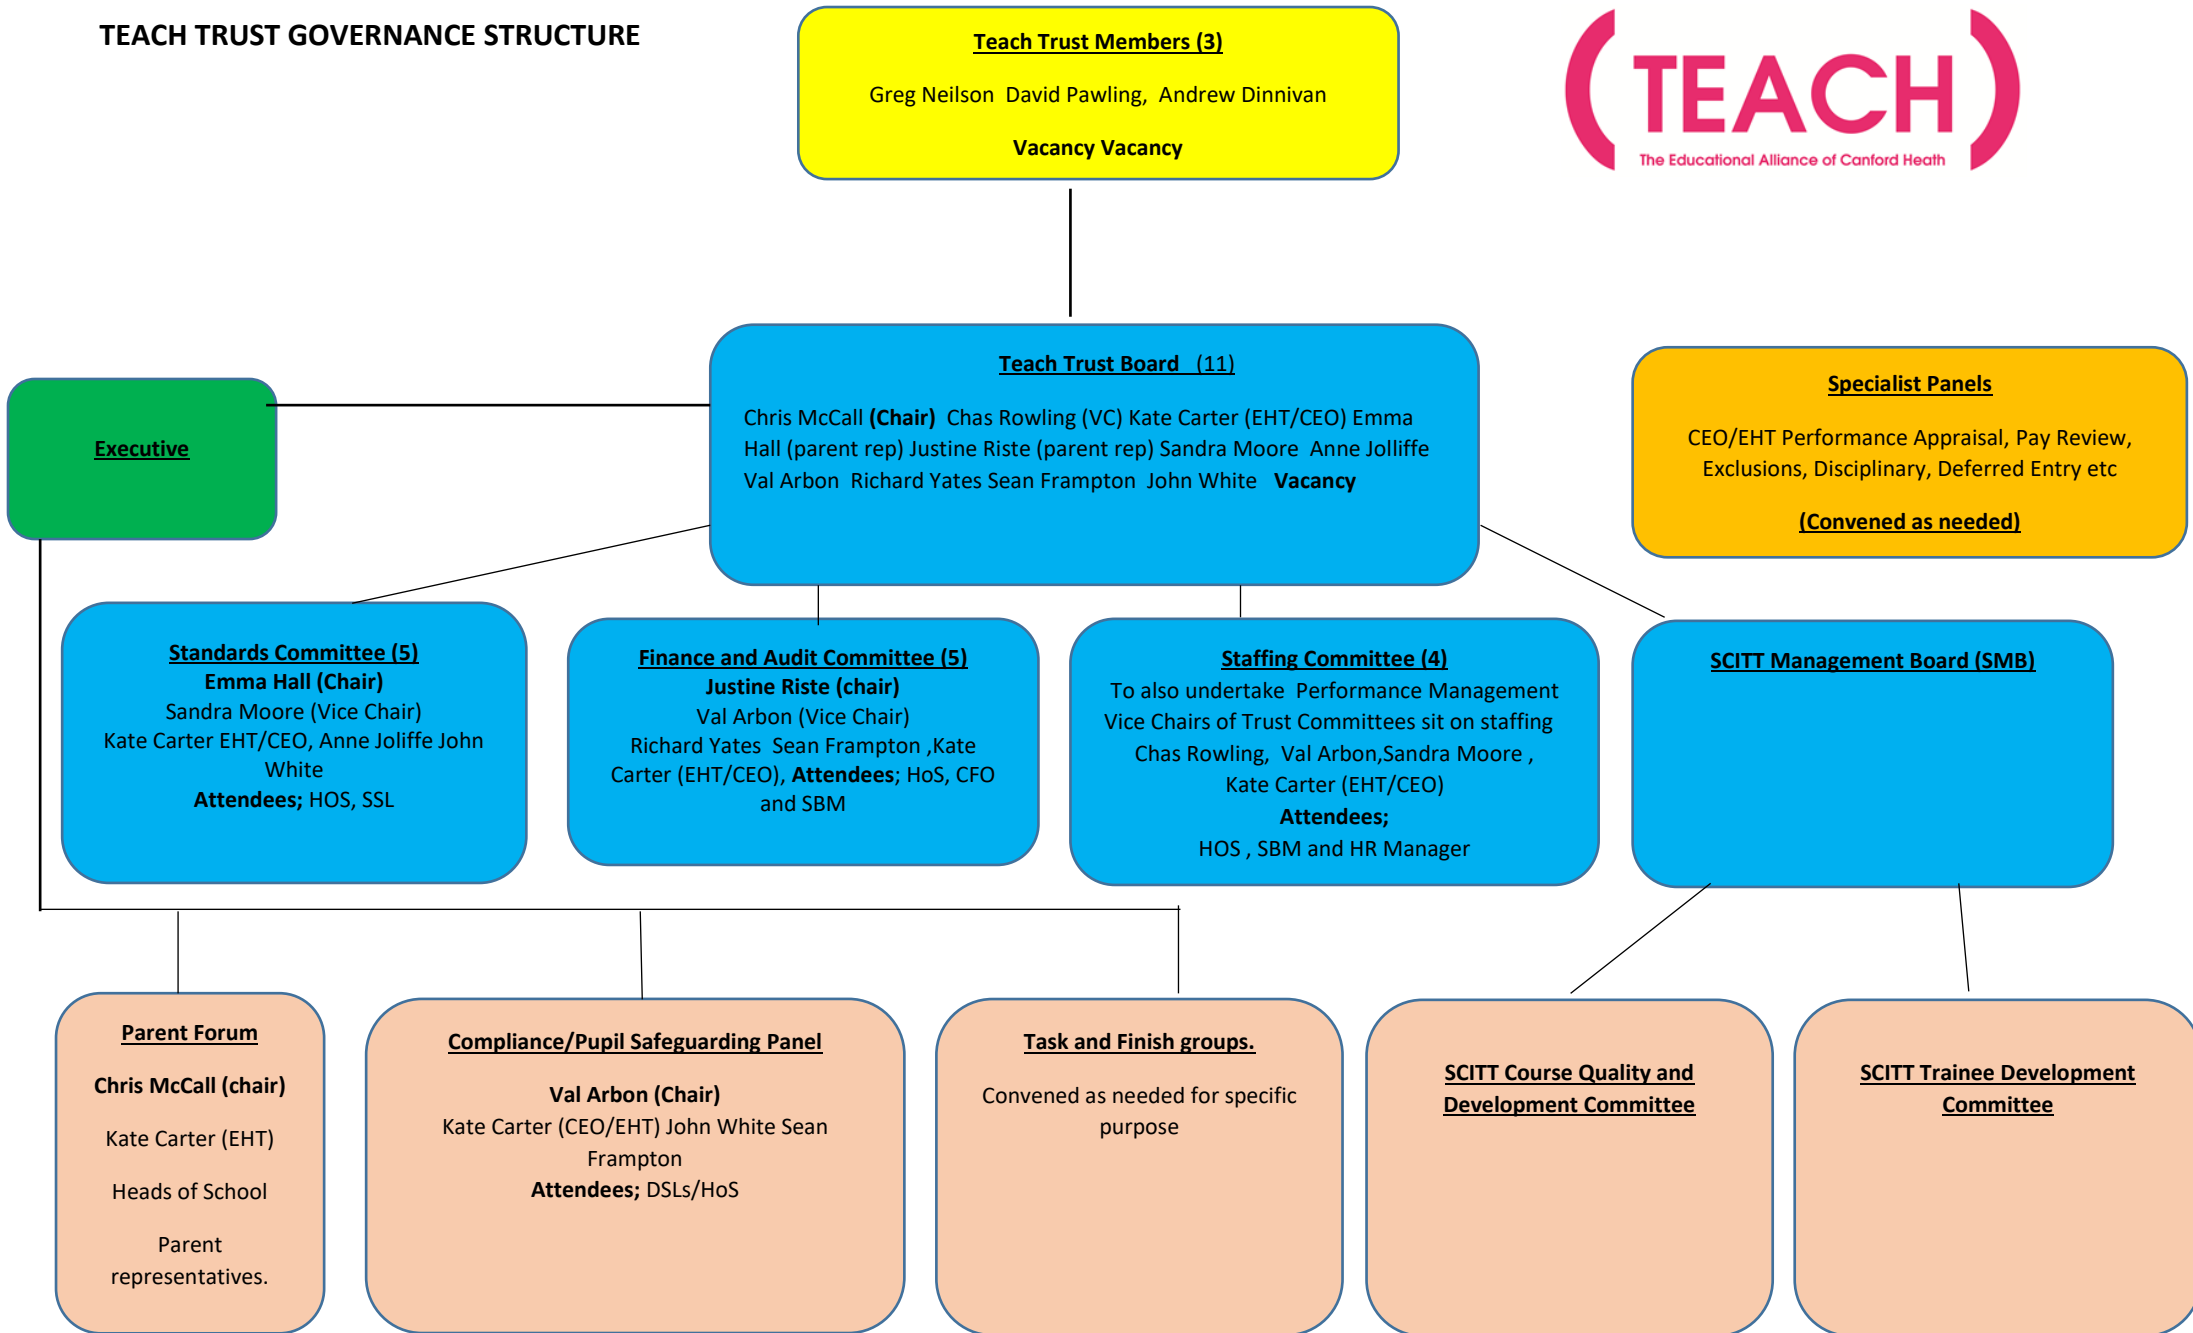 TEACH TRUST GOVERNANCE STRUCTURE
Teach Trust Members (3)
Greg Neilson  David Pawling,  Andrew Dinnivan
Vacancy Vacancy
(TEACH)
The Educational Alliance of Canford Heath
Executive
Teach Trust Board   (11)
Chris McCall (Chair)  Chas Rowling (VC) Kate Carter (EHT/CEO) Emma
Hall (parent rep) Justine Riste (parent rep) Sandra Moore  Anne Jolliffe
Val Arbon  Richard Yates Sean Frampton  John White   Vacancy
Specialist Panels
CEO/EHT Performance Appraisal, Pay Review,
Exclusions, Disciplinary, Deferred Entry etc
(Convened as needed)
Standards Committee (5)
Emma Hall (Chair)
Sandra Moore (Vice Chair)
Kate Carter EHT/CEO, Anne Joliffe John
White
Attendees; HOS, SSL
Finance and Audit Committee (5)
Justine Riste (chair)
Val Arbon (Vice Chair)
Richard Yates  Sean Frampton ,Kate
Carter (EHT/CEO), Attendees; HoS, CFO
and SBM
Staffing Committee (4)
To also undertake  Performance Management
Vice Chairs of Trust Committees sit on staffing
Chas Rowling,  Val Arbon,Sandra Moore ,
Kate Carter (EHT/CEO)
Attendees;
HOS , SBM and HR Manager
SCITT Management Board (SMB)
Parent Forum
Chris McCall (chair)
Kate Carter (EHT)
Heads of School
Parent
representatives.
Compliance/Pupil Safeguarding Panel
Val Arbon (Chair)
Kate Carter (CEO/EHT) John White Sean
Frampton
Attendees; DSLs/HoS
Task and Finish groups.
Convened as needed for specific
purpose
SCITT Course Quality and
Development Committee
SCITT Trainee Development
Committee